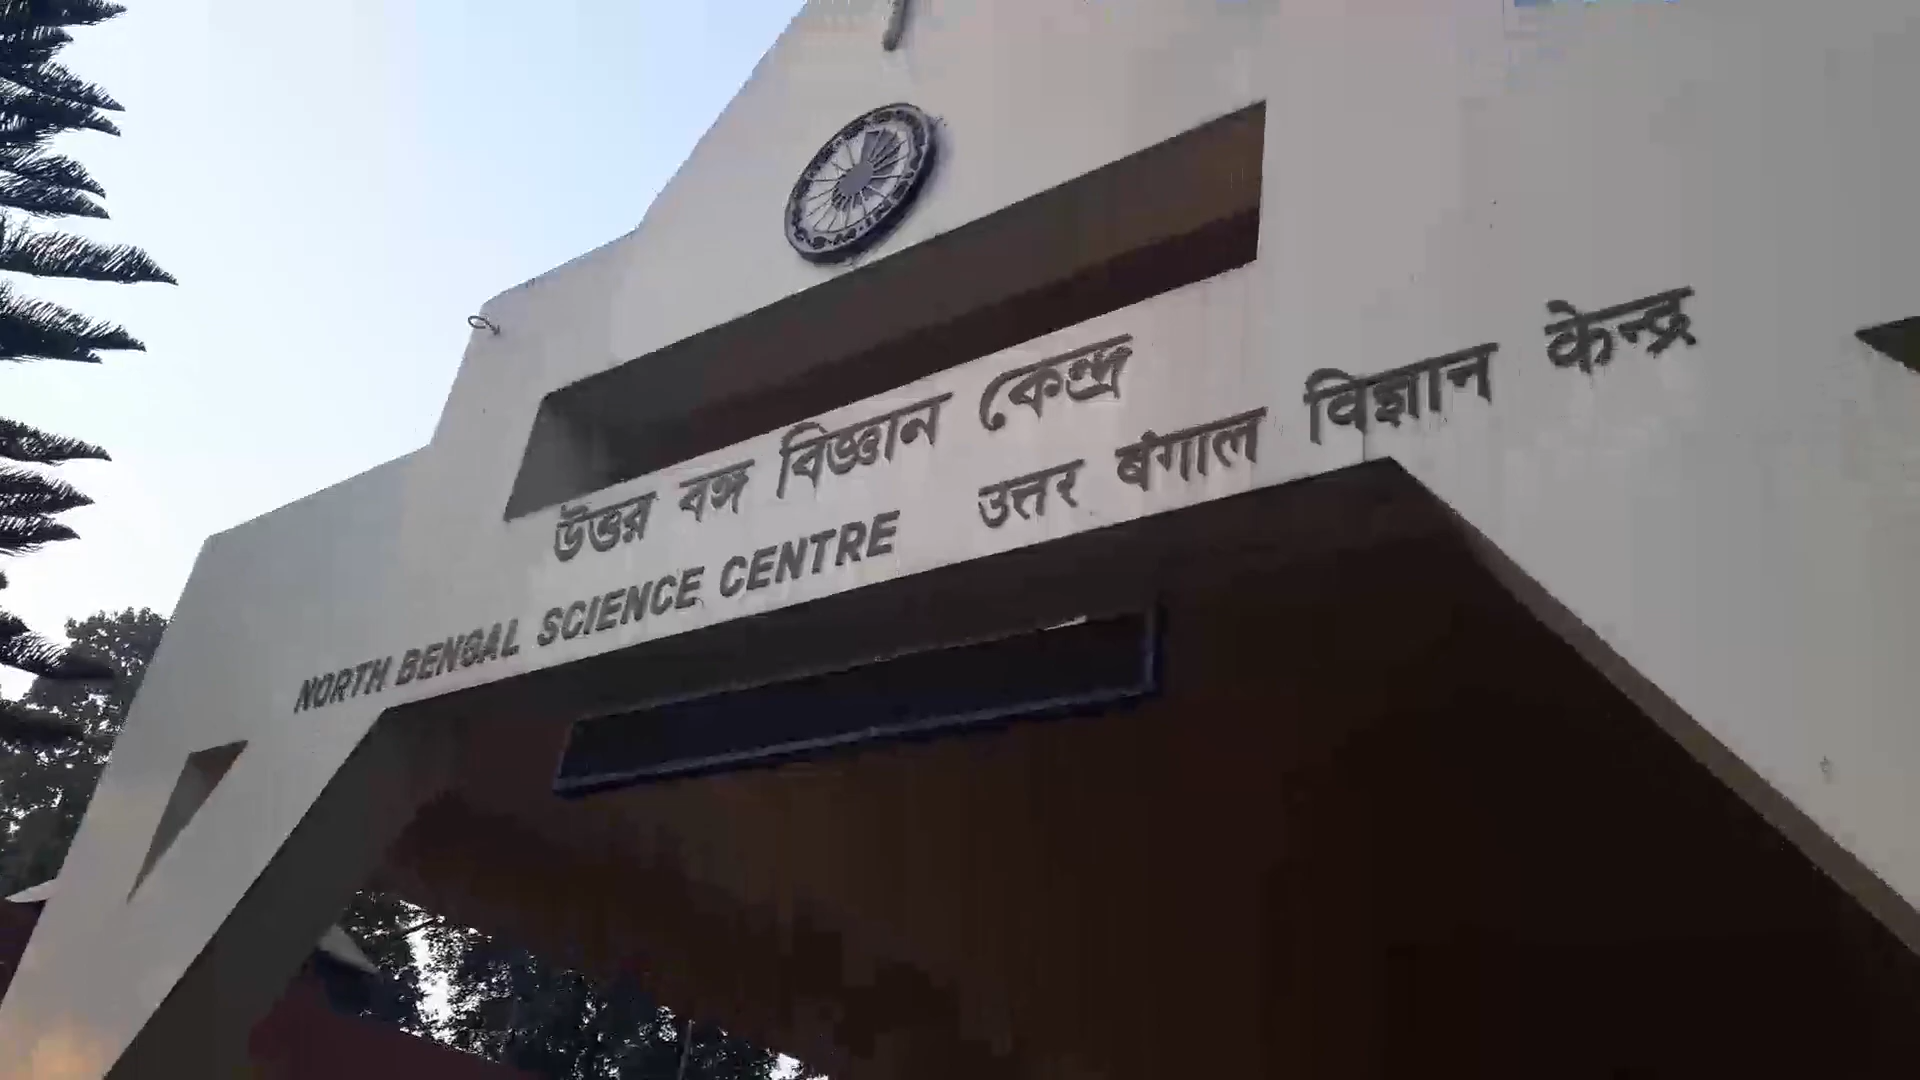 উত্তর বঙ্গ বিজ্ঞান কেন্দ্র
NORTH BENGAL SCIENCE CENTRE
उत्तर बंगाल विज्ञान केन्द्र